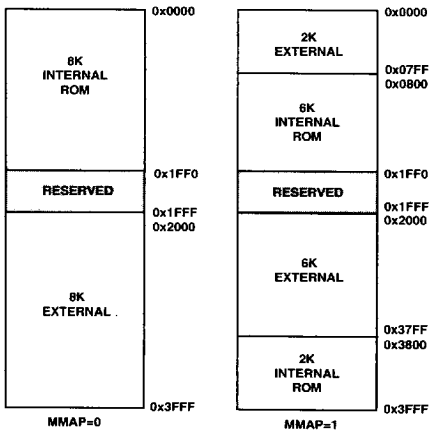 0x0000
8K
INTERNAL
ROM
0x1FF0
RESERVED
0x1FFF
0x2000
8K
EXTERNAL
0x3FFF
MMAP=0
0x0000
2K
EXTERNAL
0x07FF
0x0800
6K
INTERNAL
ROM
0x1FF0
RESERVED
0x1FFF
0x2000
6K
EXTERNAL
0x37FF
0x3800
2K
INTERNAL
ROM
0x3FFF
MMAP=1